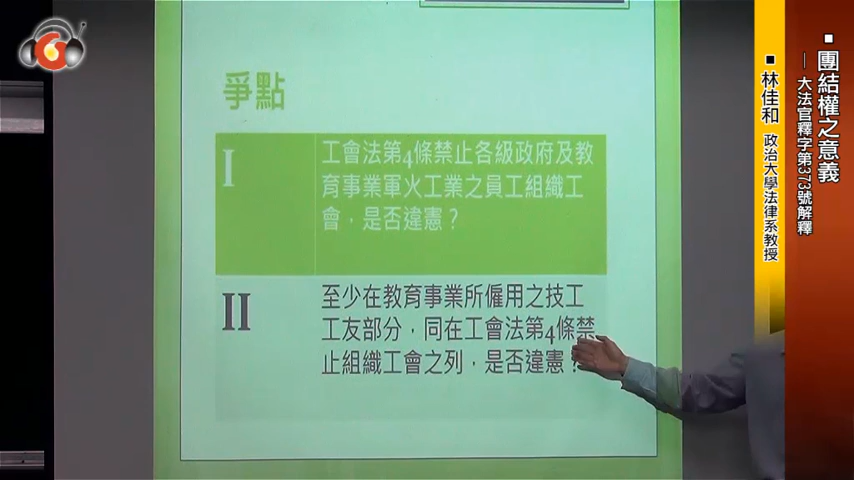 爭點
I
工會法第4條禁止各級政府及教
育事業軍火工業之員工組織工
會，是否違憲？
II
至少在教育事業所僱用之技工
工友部分，同在工會法第4條禁
止組織工會之列，是否違憲？
■ 團結權之意義
— 大法官釋字第373號解釋
■ 林佳和 政治大學法律系教授